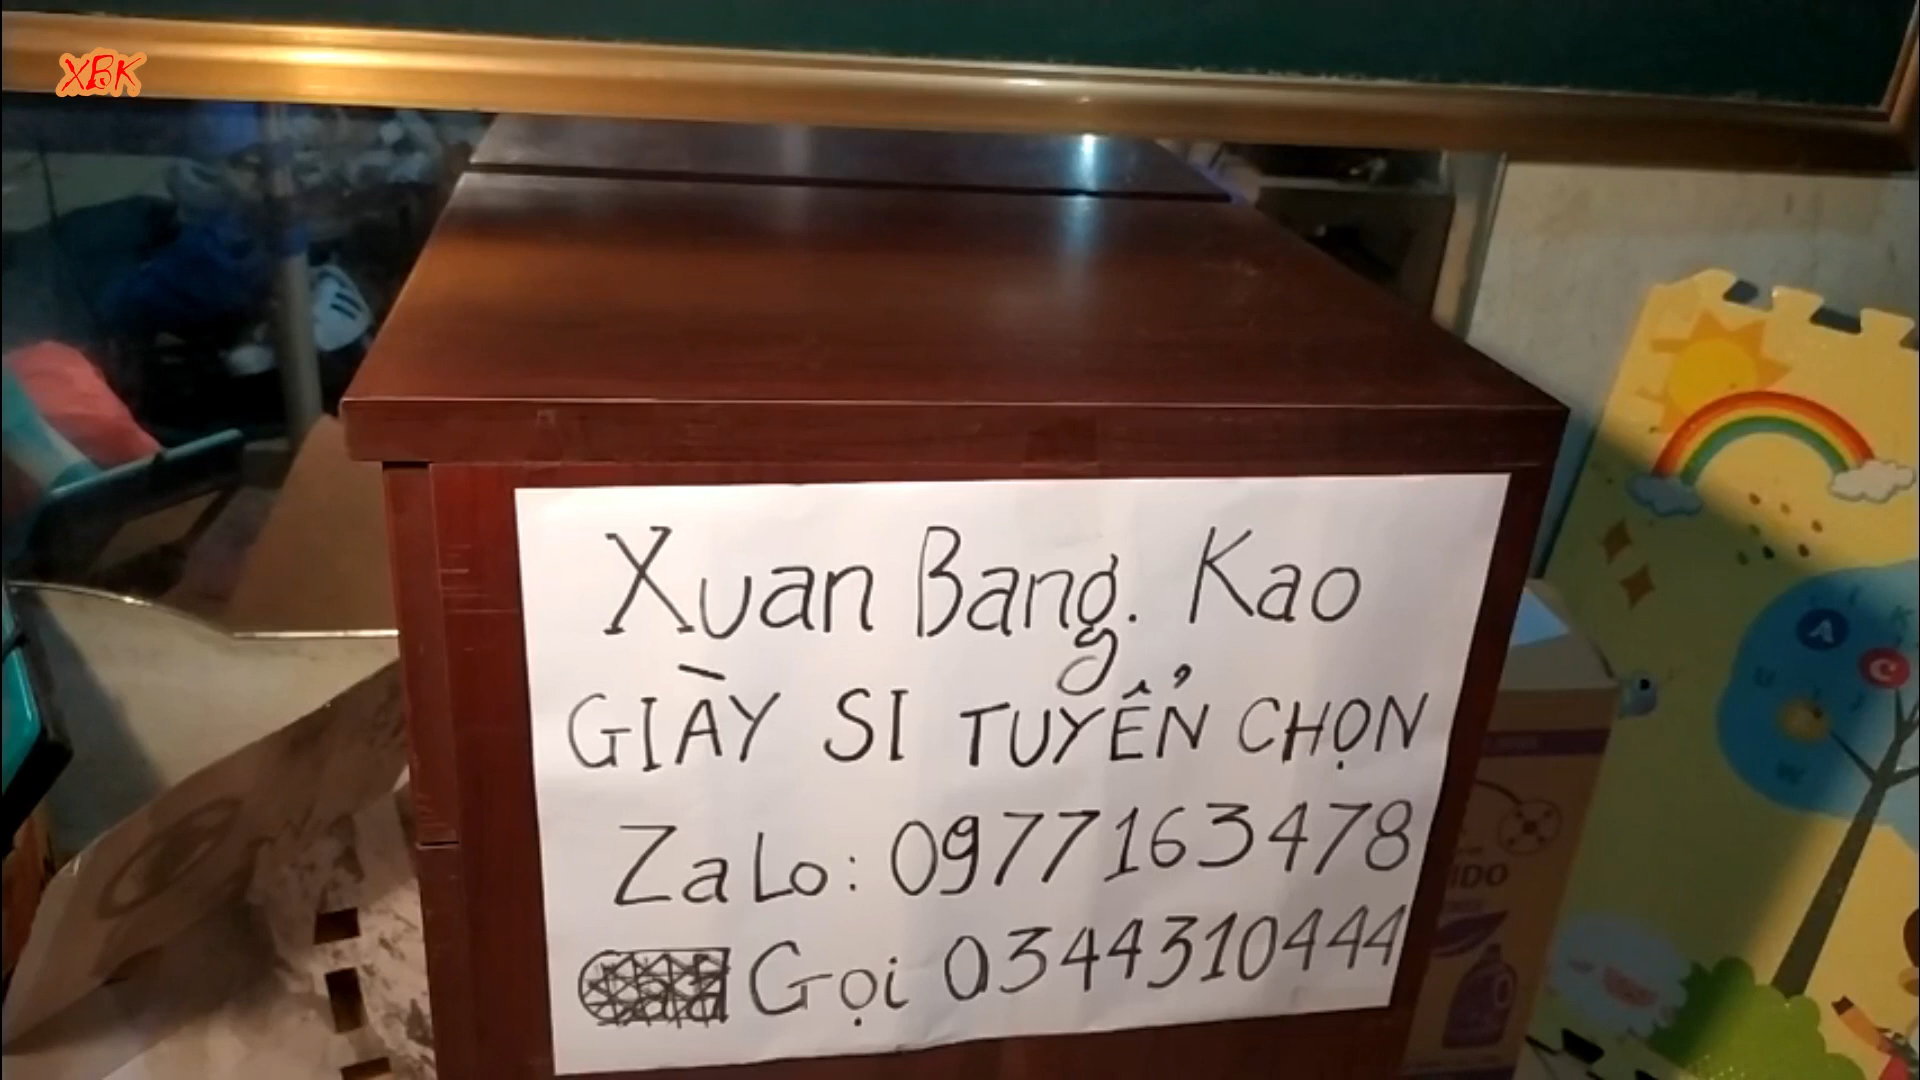 XBK
Xuan Bang. Kao
GIÀY SI TUYỂN CHỌN
ZaLo: 0977163478
Gọi 0344310444
A
C
K
W